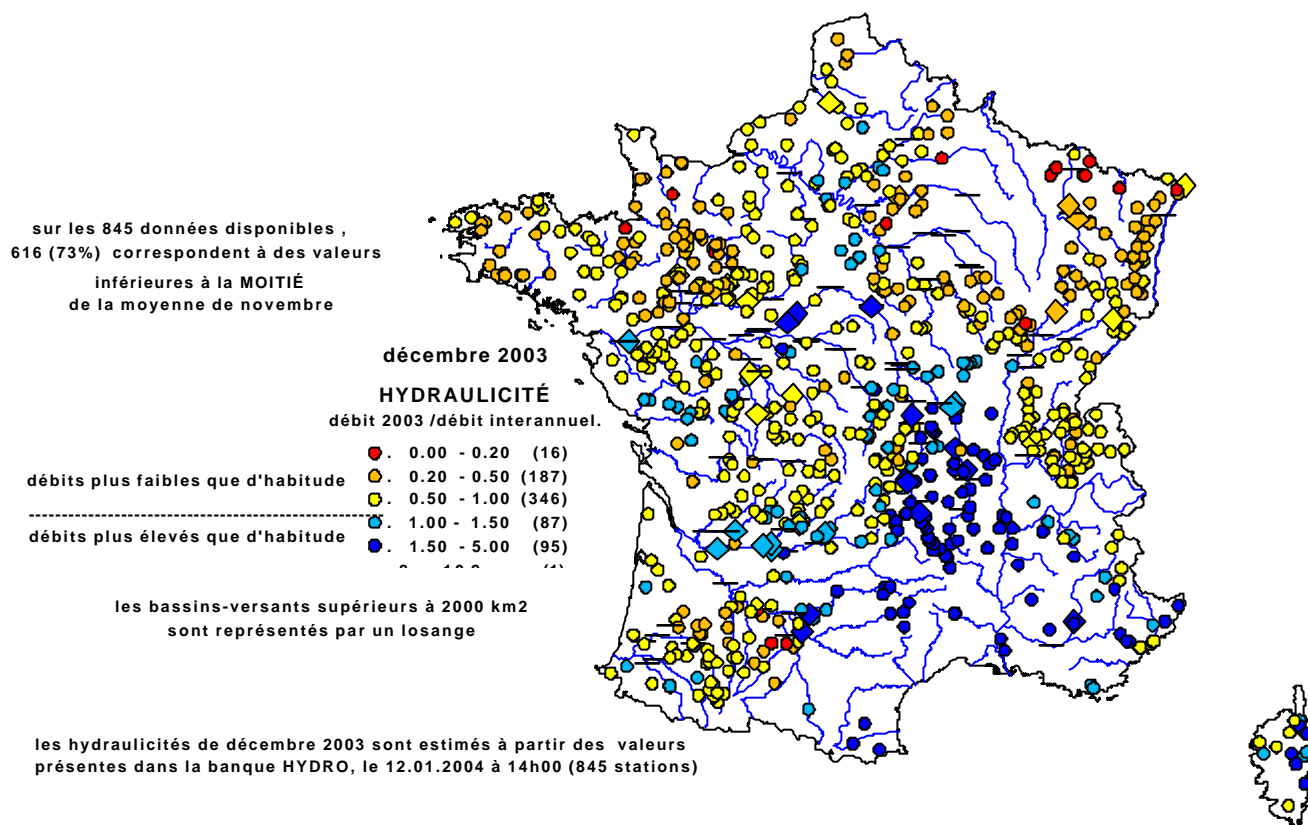 sur les 845 données disponibles ,
616 (73%) correspondent à des valeurs
inférieures à la MOITIÉ
de la moyenne de novembre
décembre 2003
HYDRAULICITÉ
débit 2003 /débit interannuel.
. 0.00 - 0.20 (16)
débits plus faibles que d'habitude . 0.20 - 0.50 (187)
. 0.50 - 1.00 (346)
. 1.00 - 1.50 (87)
débits plus élevés que d'habitude . 1.50 - 5.00 (95)
les bassins-versants supérieurs à 2000 km2
sont représentés par un losange
les hydraulicités de décembre 2003 sont estimés à partir des valeurs
présentes dans la banque HYDRO, le 12.01.2004 à 14h00 (845 stations)